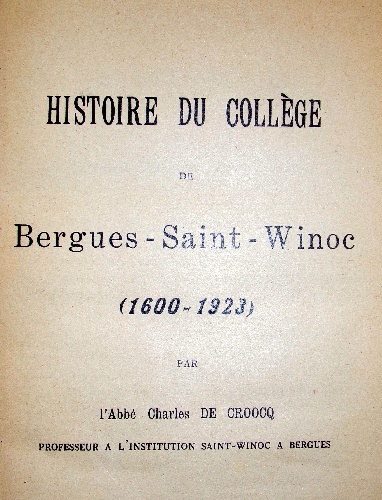 HISTOIRE DU COLLÈGE
DE
Bergues-Saint-Winoc
(1600-1923)
PAR
l'Abbé Charles DE CROOCQ
PROFESSEUR A L'INSTITUTION SAINT-WINOC A BERGUES